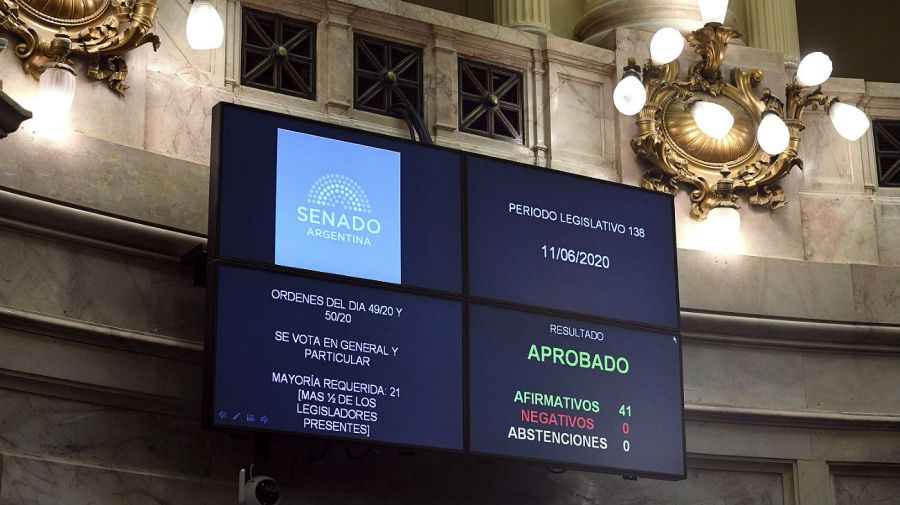 SENADO
ARGENTINA
PERIODO LEGISLATIVO 138
11/06/2020
ORDENES DEL DIA 49/20 Y
50/20
SE VOTA EN GENERAL Y
PARTICULAR
MAYORÍA REQUERIDA: 21
[MAS ½ DE LOS
LEGISLADORES
PRESENTES]
RESULTADO
APROBADO
AFIRMATIVOS 41
NEGATIVOS 0
ABSTENCIONES 0